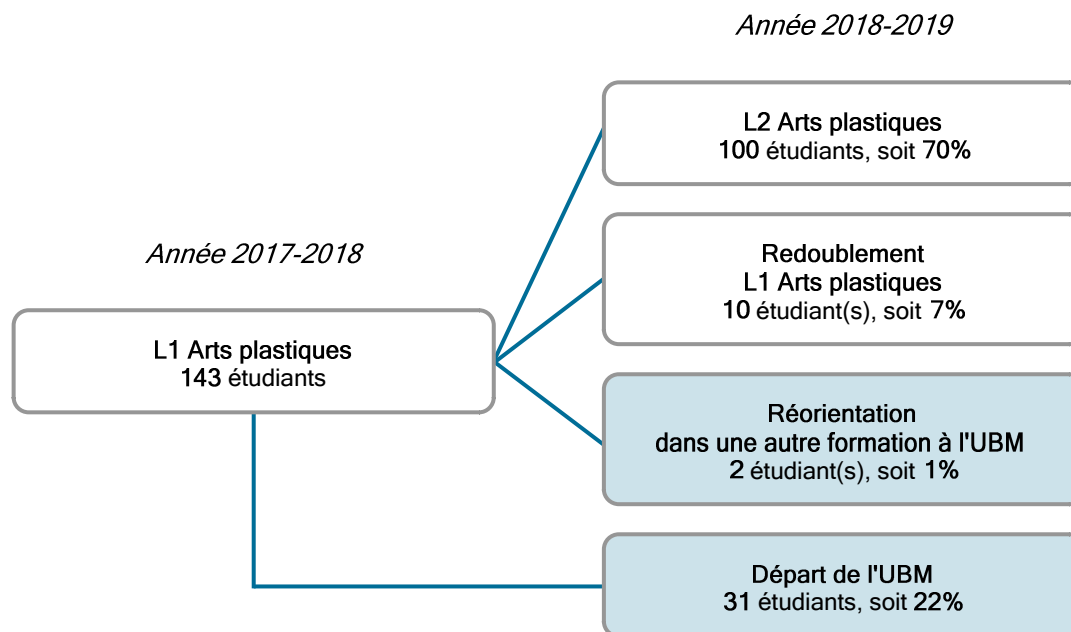 Année 2018-2019
L2 Arts plastiques
100 étudiants, soit 70%
Année 2017-2018
Redoublement
L1 Arts plastiques
10 étudiant(s), soit 7%
L1 Arts plastiques
143 étudiants
Réorientation
dans une autre formation à l'UBM
2 étudiant(s), soit 1%
Départ de l'UBM
31 étudiants, soit 22%